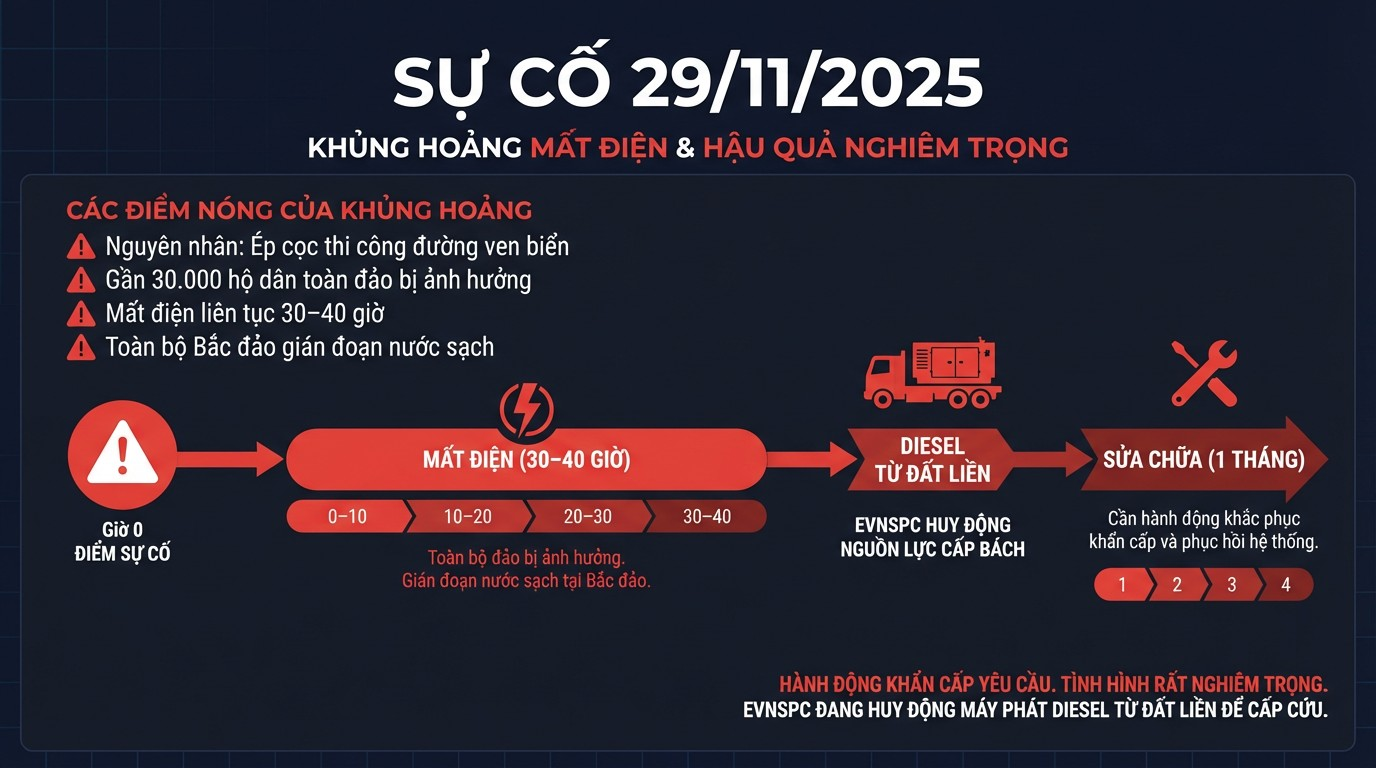 SỰ CỐ 29/11/2025
KHỦNG HOẢNG MẤT ĐIỆN & HẬU QUẢ NGHIÊM TRỌNG
CÁC ĐIỂM NÓNG CỦA KHỦNG HOẢNG
Nguyên nhân: Ép cọc thi công đường ven biển
Gần 30.000 hộ dân toàn đảo bị ảnh hưởng
Mất điện liên tục 30–40 giờ
Toàn bộ Bắc đảo gián đoạn nước sạch
Giờ 0
ĐIỂM SỰ CỐ
MẤT ĐIỆN (30–40 GIỜ)
0–10
10–20
20–30
30–40
Toàn bộ đảo bị ảnh hưởng.
Gián đoạn nước sạch tại Bắc đảo.
DIESEL
TỪ ĐẤT LIỀN
EVNSPC HUY ĐỘNG
NGUỒN LỰC CẤP BÁCH
SỬA CHỮA (1 THÁNG)
Cần hành động khắc phục
khẩn cấp và phục hồi hệ thống.
1
2
3
4
HÀNH ĐỘNG KHẨN CẤP YÊU CẦU. TÌNH HÌNH RẤT NGHIÊM TRỌNG.
EVNSPC ĐANG HUY ĐỘNG MÁY PHÁT DIESEL TỪ ĐẤT LIỀN ĐỂ CẤP CỨU.